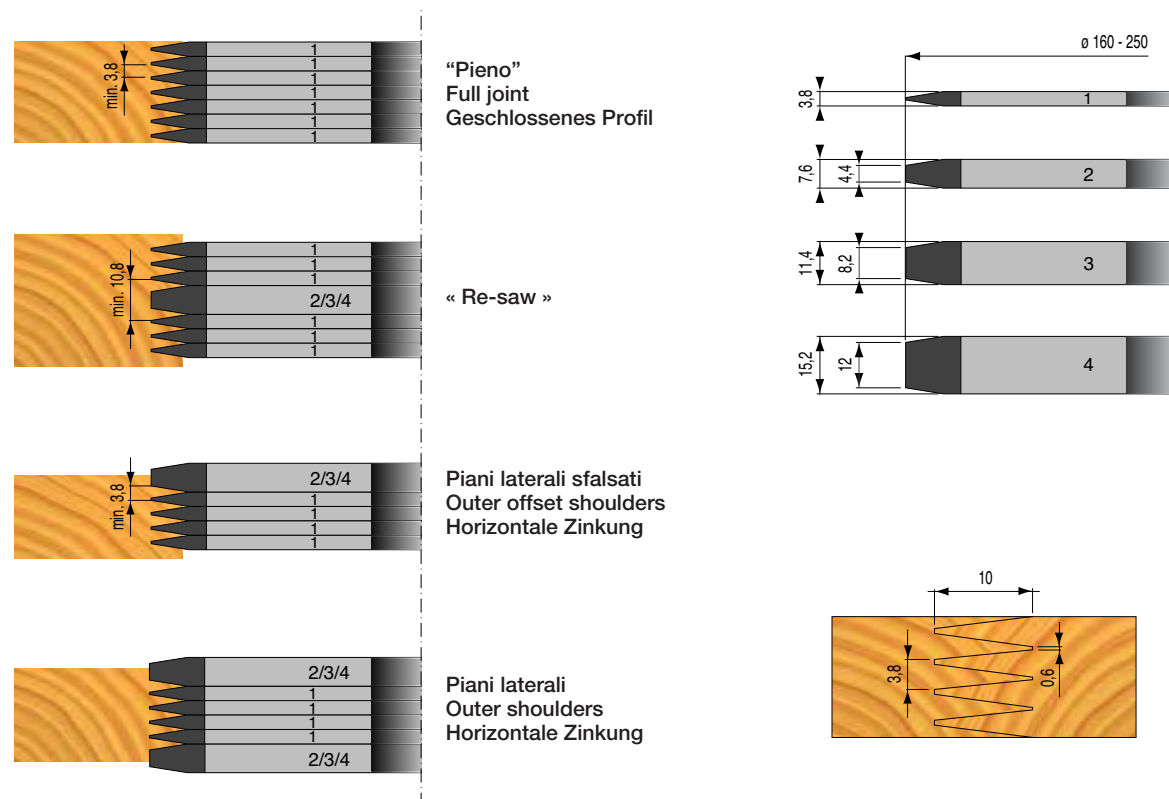 min. 3,8
1
1
1
1
1
1
1
“Pieno”
Full joint
Geschlossenes Profil
min. 10,8
1
1
1
2/3/4
1
1
1
« Re-saw »
min. 3,8
2/3/4
1
1
1
1
Piani laterali sfalsati
Outer offset shoulders
Horizontale Zinkung
2/3/4
1
1
1
1
2/3/4
Piani laterali
Outer shoulders
Horizontale Zinkung
ø 160 - 250
3,8
1
7,6
4,4
2
11,4
8,2
3
15,2
12
4
10
3,8
0,6